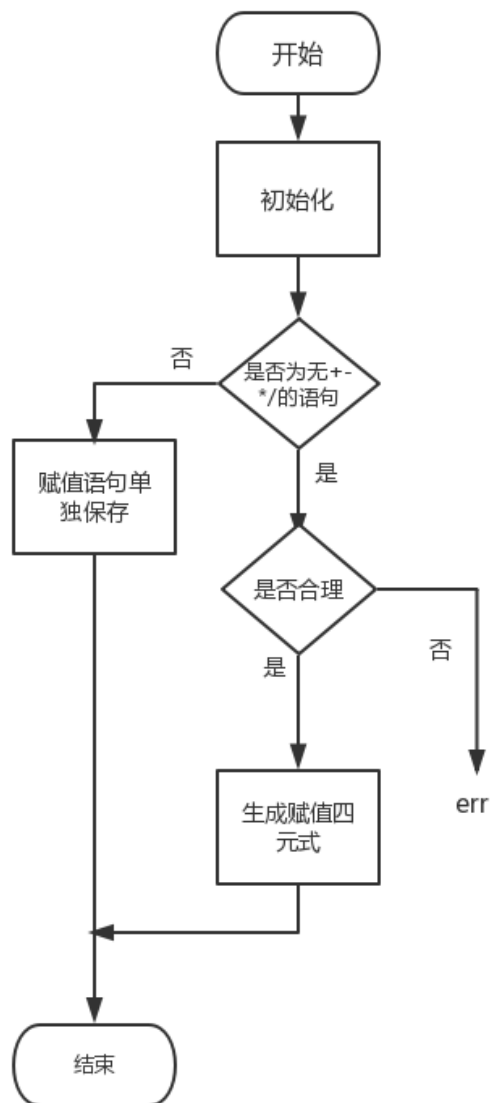 开始
初始化
是否为无+-
*/的语句
否
是
赋值语句单
独保存
是否合理
否
是
生成赋值四
元式
err
结束